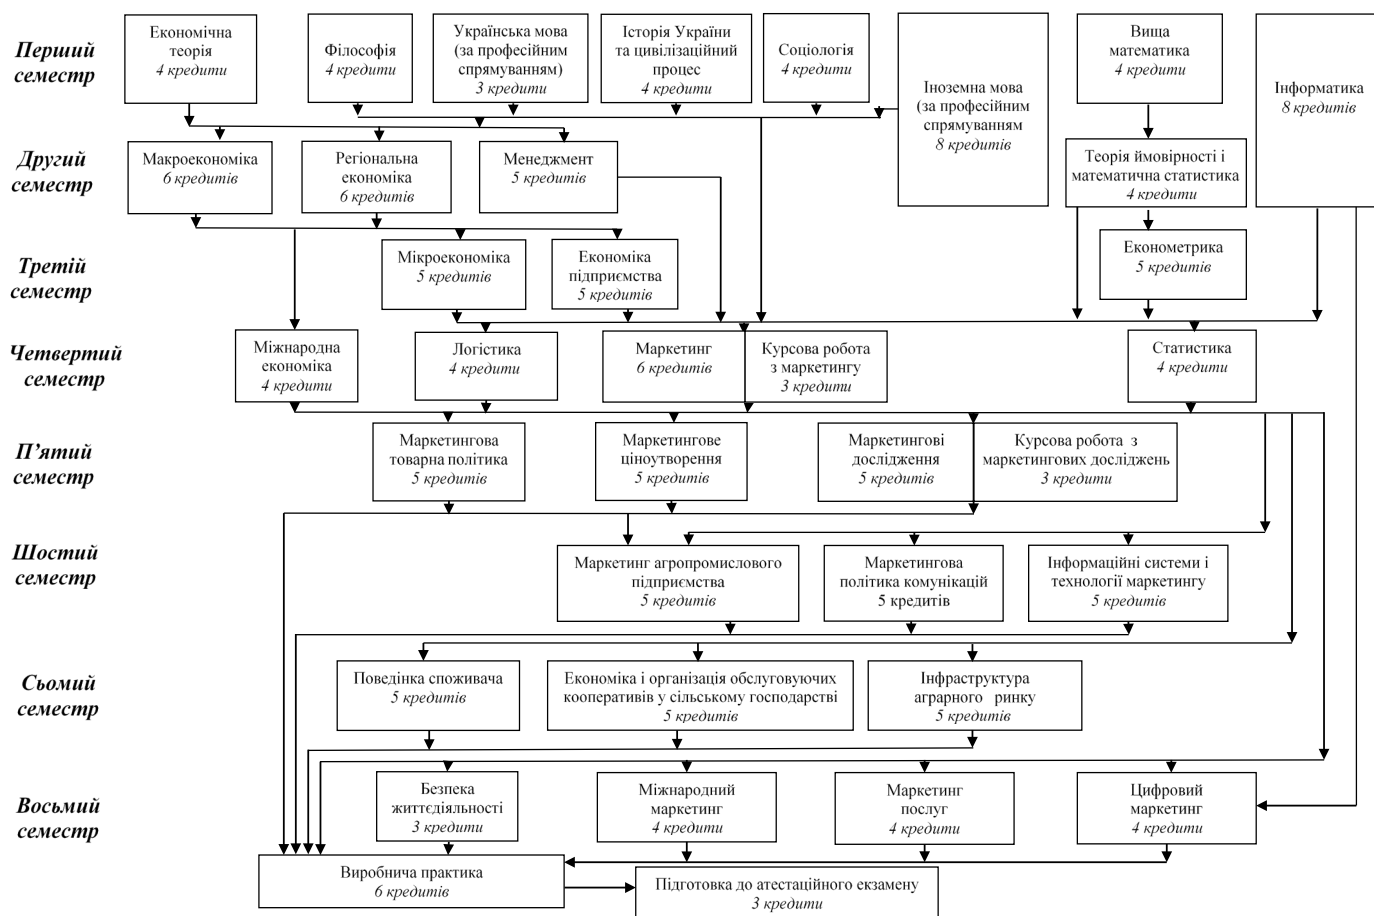 Перший
семестр
Економічна
теорія
4 кредити
Філософія
4 кредити
Українська мова
(за професійним
спрямуванням)
3 кредити
Історія України
та цивілізаційний
процес
4 кредити
Соціологія
4 кредити
Іноземна мова
(за професійним
спрямуванням
8 кредитів
Вища
математика
4 кредити
Інформатика
8 кредитів
Другий
семестр
Макроекономіка
6 кредитів
Регіональна
економіка
6 кредитів
Менеджмент
5 кредитів
Теорія ймовірності і
математична статистика
4 кредити
Третій
семестр
Мікроекономіка
5 кредитів
Економіка
підприємства
5 кредитів
Економетрика
5 кредитів
Четвертий
семестр
Міжнародна
економіка
4 кредити
Логістика
4 кредити
Маркетинг
6 кредитів
Курсова робота
з маркетингу
3 кредити
Статистика
4 кредити
П’ятий
семестр
Маркетингова
товарна політика
5 кредитів
Маркетингове
ціноутворення
5 кредитів
Маркетингові
дослідження
5 кредитів
Курсова робота з
маркетингових досліджень
3 кредити
Шостий
семестр
Маркетинг агропромислового
підприємства
5 кредитів
Маркетингова
політика комунікацій
5 кредитів
Інформаційні системи і
технології маркетингу
5 кредитів
Сьомий
семестр
Поведінка споживача
5 кредитів
Економіка і організація обслуговуючих
кооперативів у сільському господарстві
5 кредитів
Інфраструктура
аграрного ринку
5 кредитів
Восьмий
семестр
Безпека
життєдіяльності
3 кредити
Міжнародний
маркетинг
4 кредити
Маркетинг
послуг
4 кредити
Цифровий
маркетинг
4 кредити
Виробнича практика
6 кредитів
Підготовка до атестаційного екзамену
3 кредити